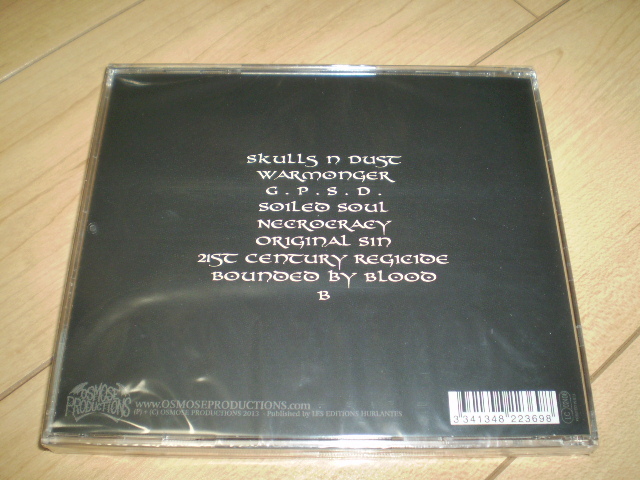 Skulls n Dust
Warmonger
G.P.S.D.
Soiled Soul
Necrocracy
Original Sin
21st Century Regicide
Bounded by Blood
B
OSMOSE
PRODUCTIONS
www.OSMOSEPRODUCTIONS.com
(P) + (C) OSMOSE PRODUCTIONS 2013 Published by LES EDITIONS HURLANTES
3 341348 223698